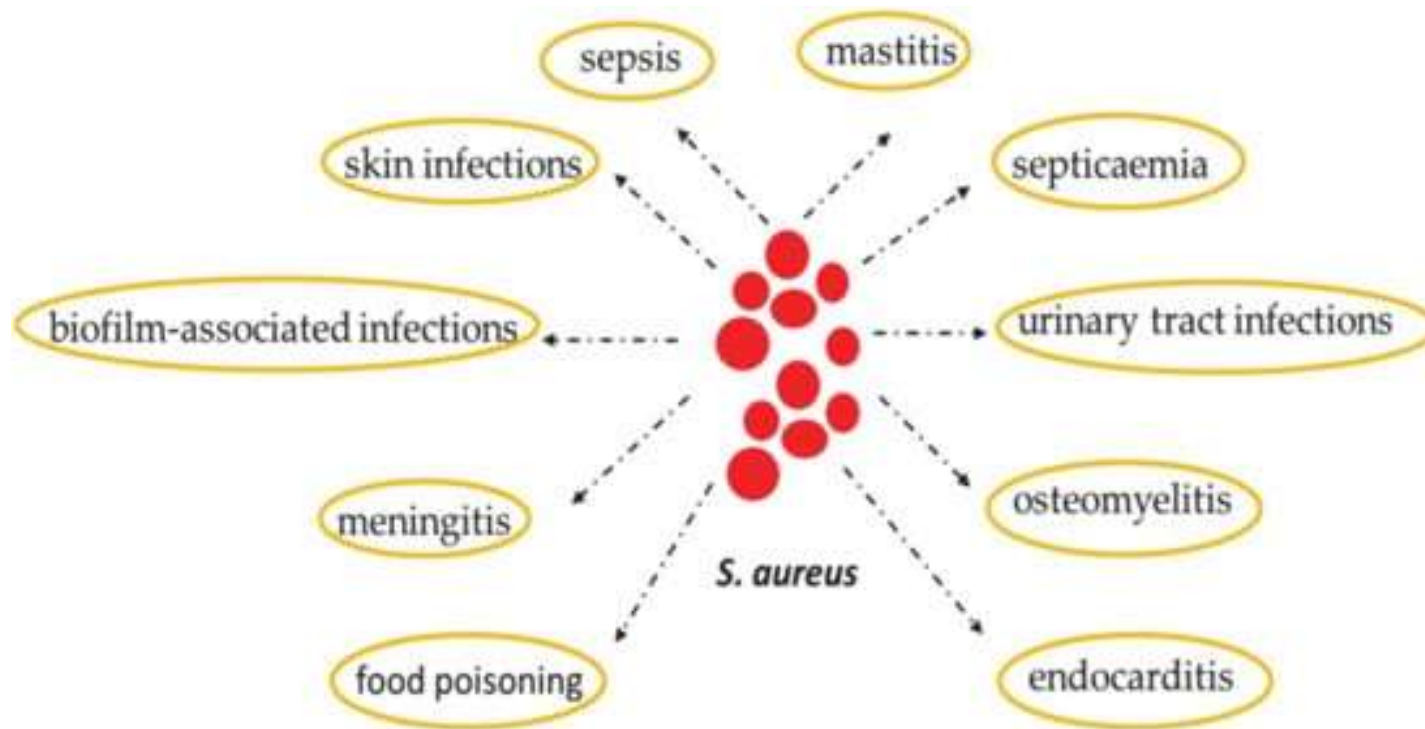 sepsis
mastitis
skin infections
septicaemia
biofilm-associated infections
urinary tract infections
meningitis
osteomyelitis
S. aureus
food poisoning
endocarditis